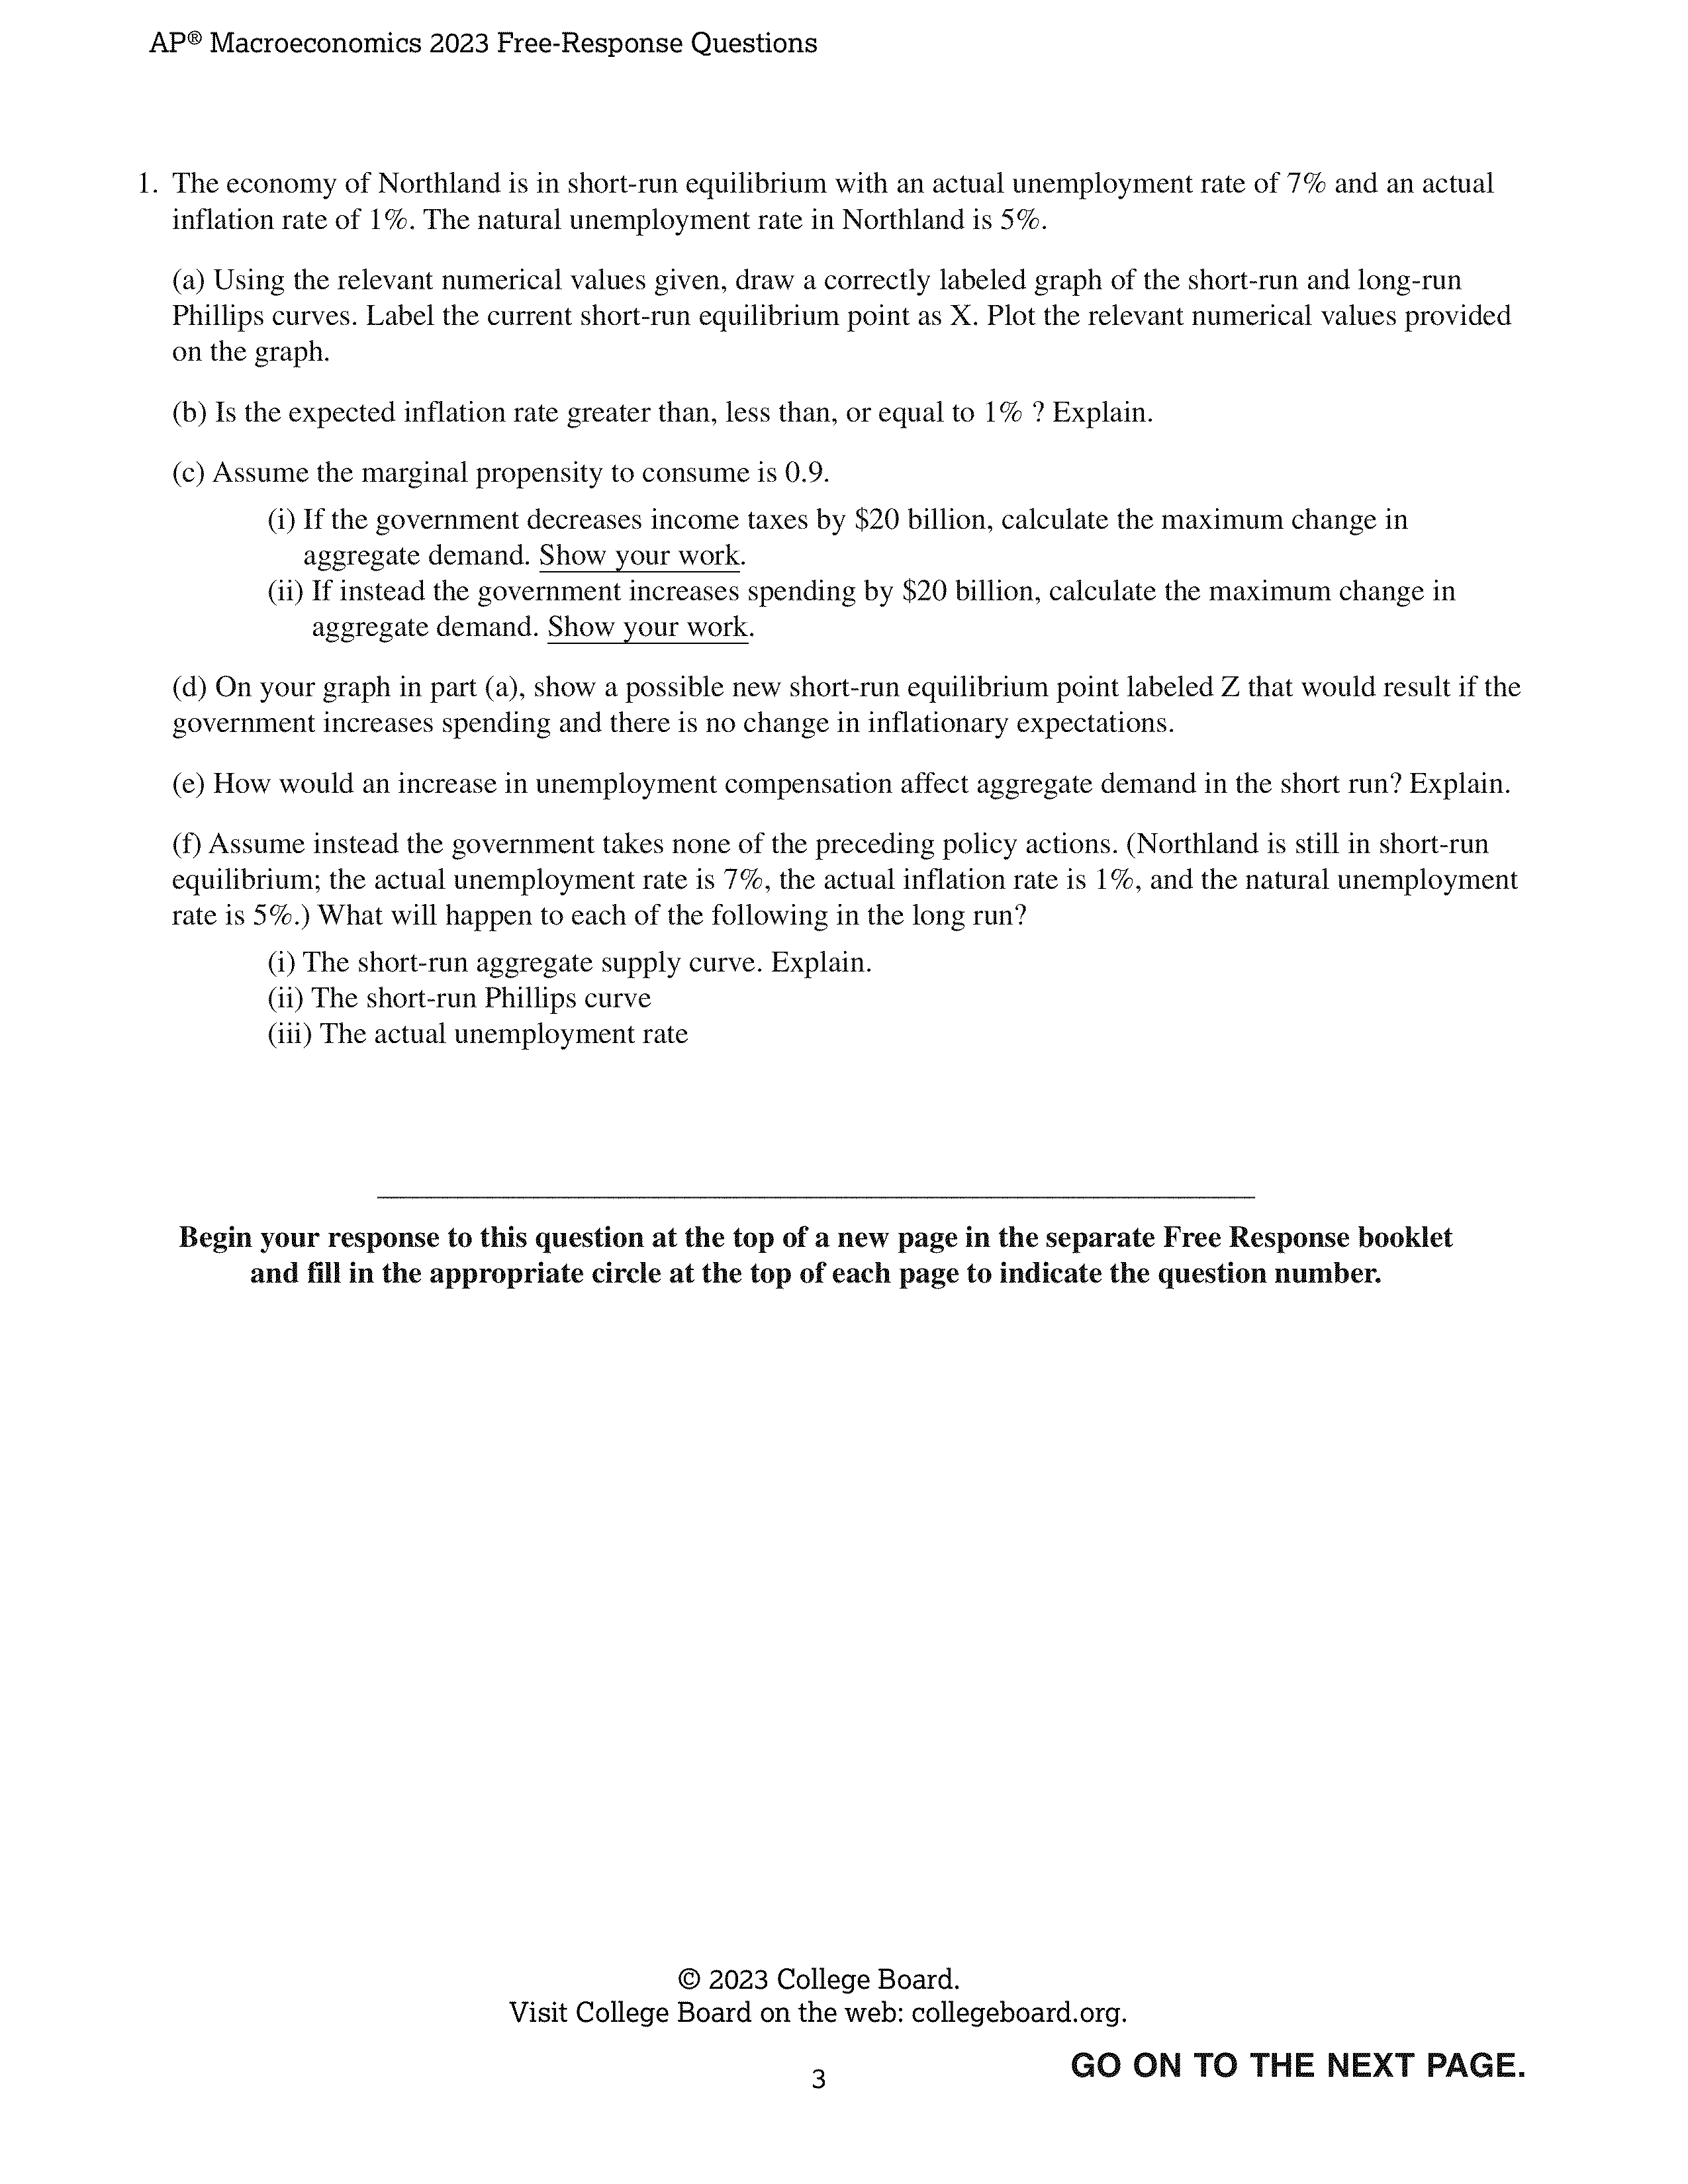 AP® Macroeconomics 2023 Free-Response Questions
1. The economy of Northland is in short-run equilibrium with an actual unemployment rate of 7% and an actual
inflation rate of 1%. The natural unemployment rate in Northland is 5%.
(a) Using the relevant numerical values given, draw a correctly labeled graph of the short-run and long-run
Phillips curves. Label the current short-run equilibrium point as X. Plot the relevant numerical values provided
on the graph.
(b) Is the expected inflation rate greater than, less than, or equal to 1% ? Explain.
(c) Assume the marginal propensity to consume is 0.9.
(i) If the government decreases income taxes by $20 billion, calculate the maximum change in
aggregate demand. Show your work.
(ii) If instead the government increases spending by $20 billion, calculate the maximum change in
aggregate demand. Show your work.
(d) On your graph in part (a), show a possible new short-run equilibrium point labeled Z that would result if the
government increases spending and there is no change in inflationary expectations.
(e) How would an increase in unemployment compensation affect aggregate demand in the short run? Explain.
(f) Assume instead the government takes none of the preceding policy actions. (Northland is still in short-run
equilibrium; the actual unemployment rate is 7%, the actual inflation rate is 1%, and the natural unemployment
rate is 5%.) What will happen to each of the following in the long run?
(i) The short-run aggregate supply curve. Explain.
(ii) The short-run Phillips curve
(iii) The actual unemployment rate
Begin your response to this question at the top of a new page in the separate Free Response booklet
and fill in the appropriate circle at the top of each page to indicate the question number.
© 2023 College Board.
Visit College Board on the web: collegeboard.org.
GO ON TO THE NEXT PAGE.
3